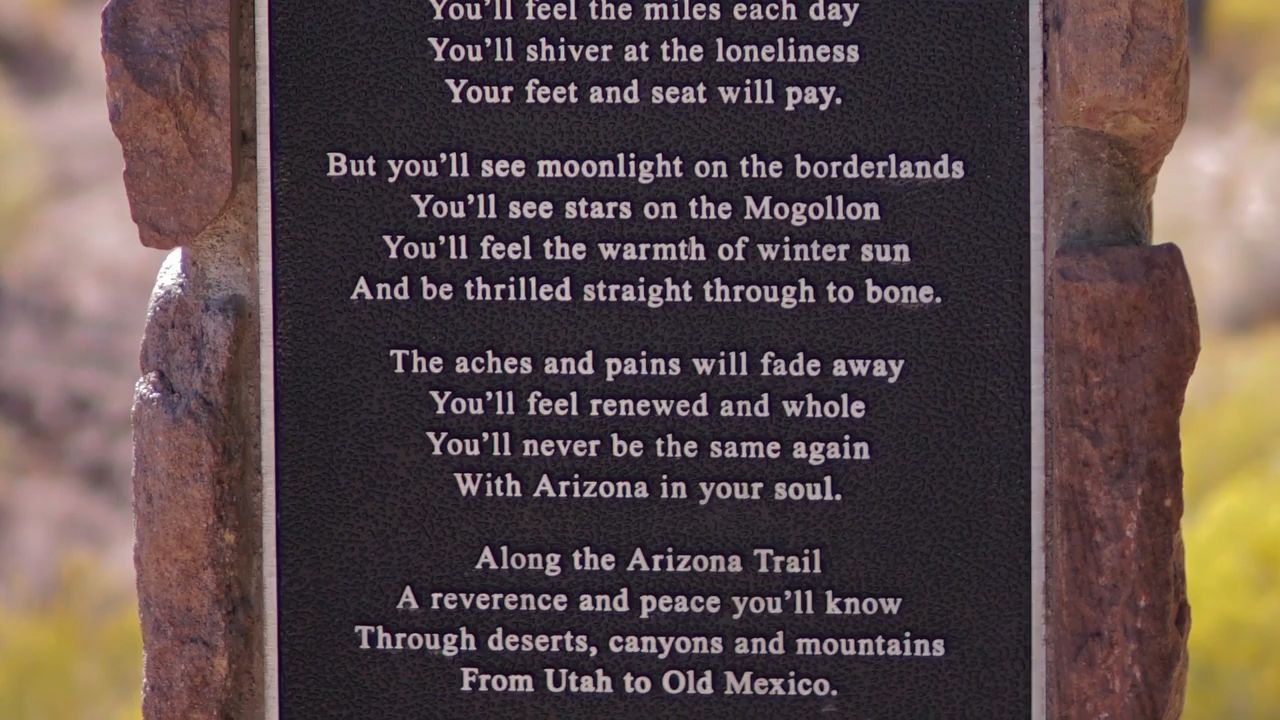 You'll feel the miles each day
You'll shiver at the loneliness
Your feet and seat will pay.
But you'll see moonlight on the borderlands
You'll see stars on the Mogollon
You'll feel the warmth of winter sun
And be thrilled straight through to bone.
The aches and pains will fade away
You'll feel renewed and whole
You'll never be the same again
With Arizona in your soul.
Along the Arizona Trail
A reverence and peace you'll know
Through deserts, canyons and mountains
From Utah to Old Mexico.